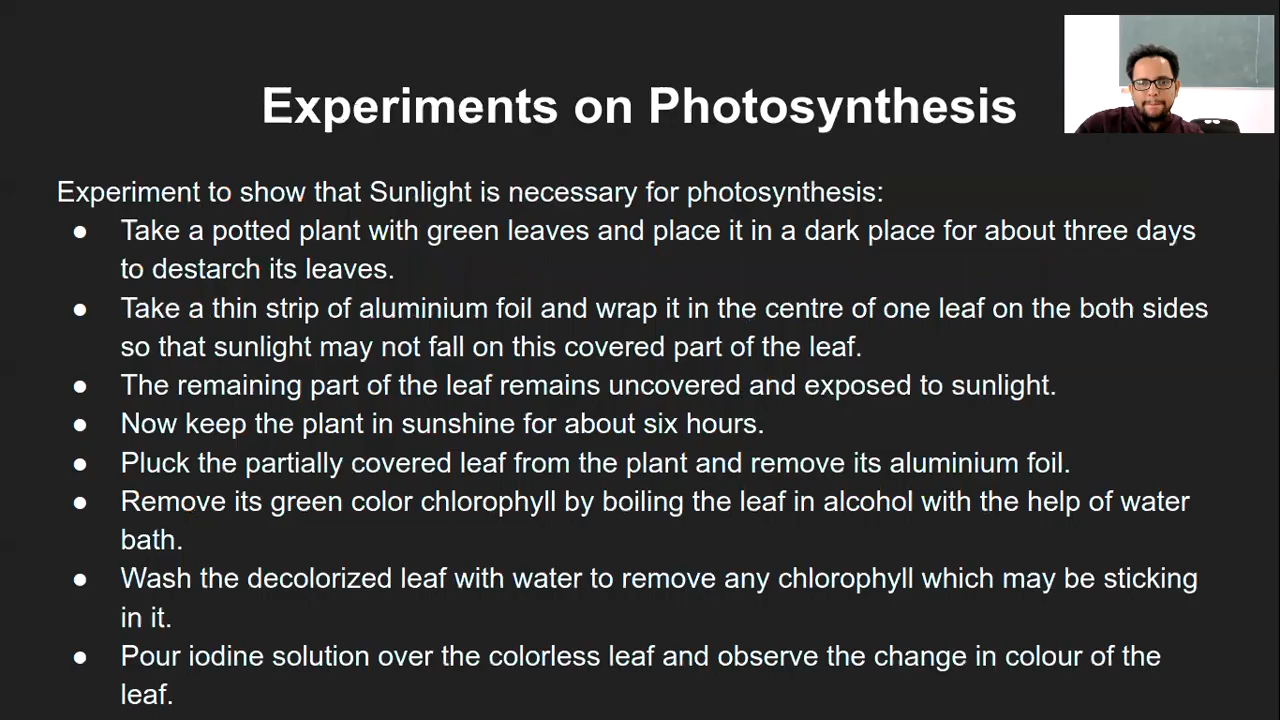 Experiments on Photosynthesis
Experiment to show that Sunlight is necessary for photosynthesis:
● Take a potted plant with green leaves and place it in a dark place for about three days
to destarch its leaves.
● Take a thin strip of aluminium foil and wrap it in the centre of one leaf on the both sides
so that sunlight may not fall on this covered part of the leaf.
● The remaining part of the leaf remains uncovered and exposed to sunlight.
● Now keep the plant in sunshine for about six hours.
● Pluck the partially covered leaf from the plant and remove its aluminium foil.
● Remove its green color chlorophyll by boiling the leaf in alcohol with the help of water
bath.
● Wash the decolorized leaf with water to remove any chlorophyll which may be sticking
in it.
● Pour iodine solution over the colorless leaf and observe the change in colour of the
leaf.